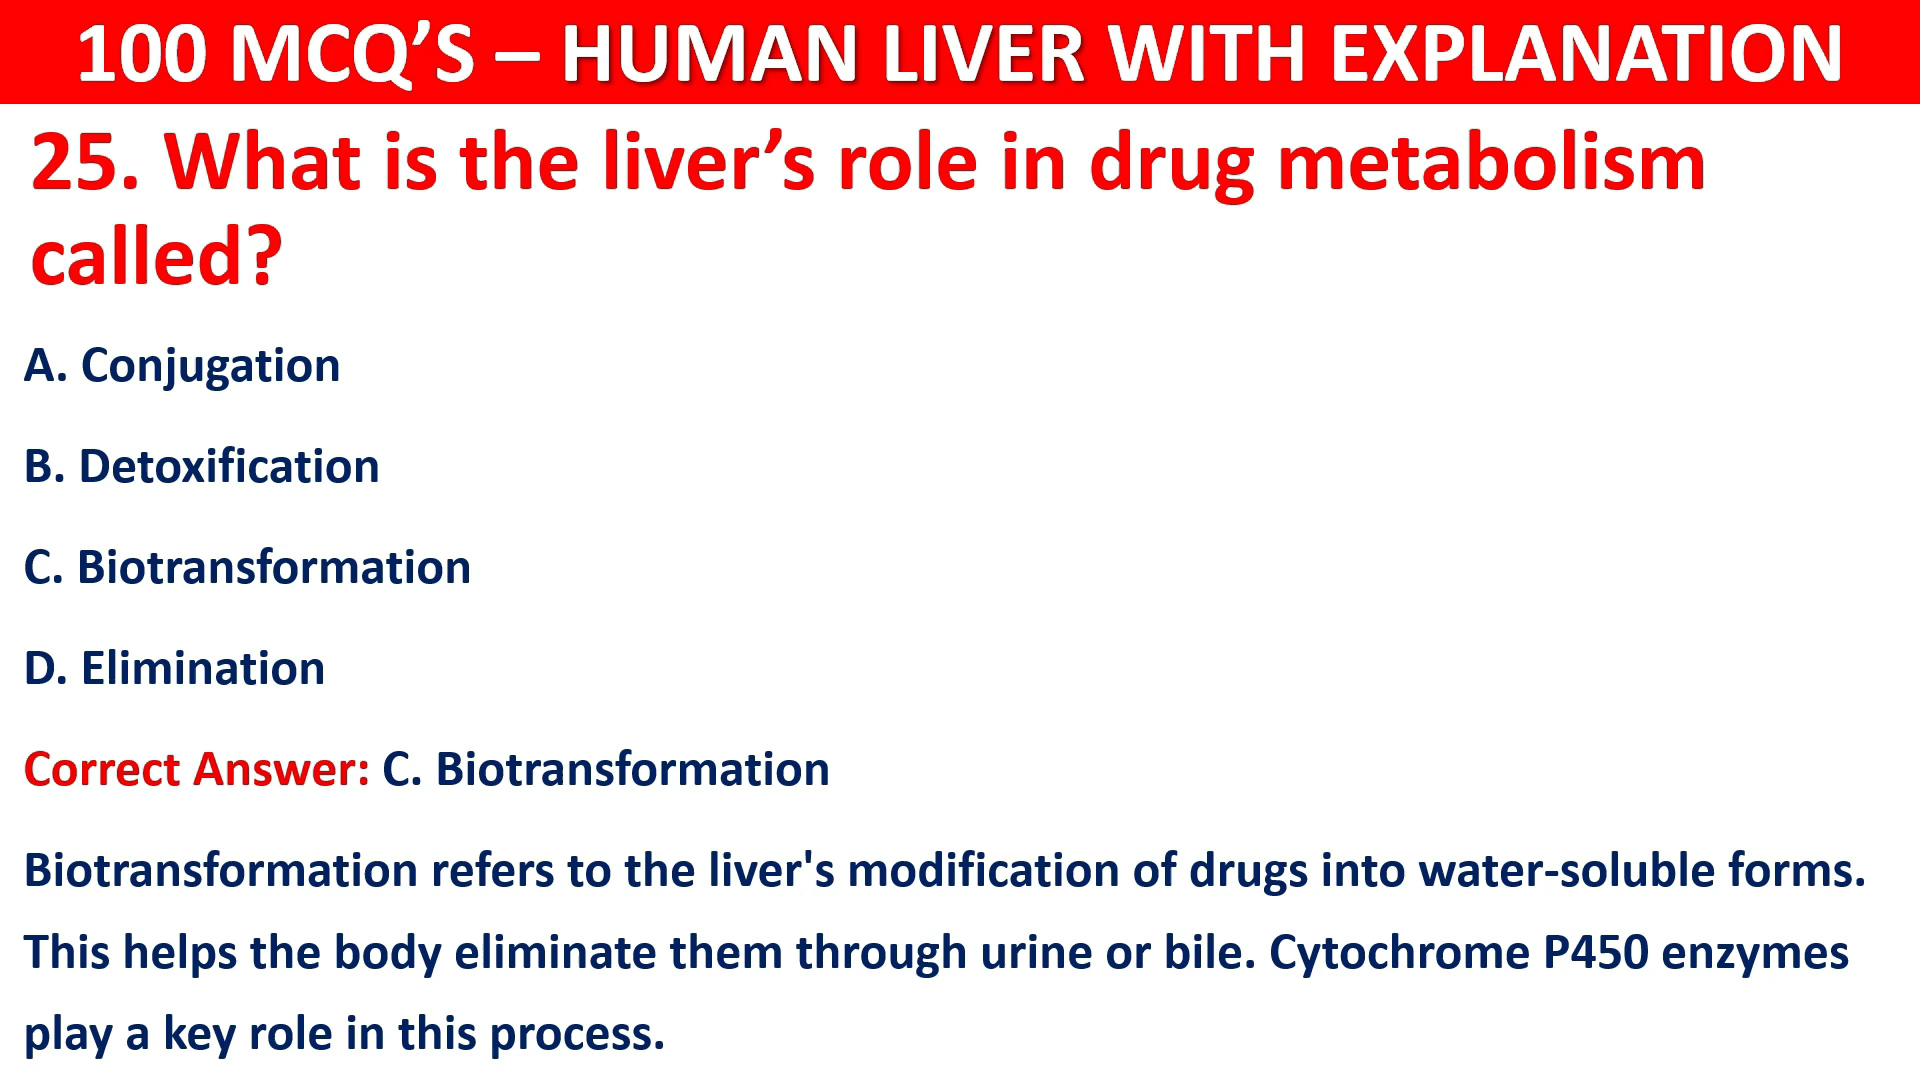 100 MCQ’S – HUMAN LIVER WITH EXPLANATION
25. What is the liver’s role in drug metabolism
called?
A. Conjugation
B. Detoxification
C. Biotransformation
D. Elimination
Correct Answer: C. Biotransformation
Biotransformation refers to the liver's modification of drugs into water-soluble forms.
This helps the body eliminate them through urine or bile. Cytochrome P450 enzymes
play a key role in this process.